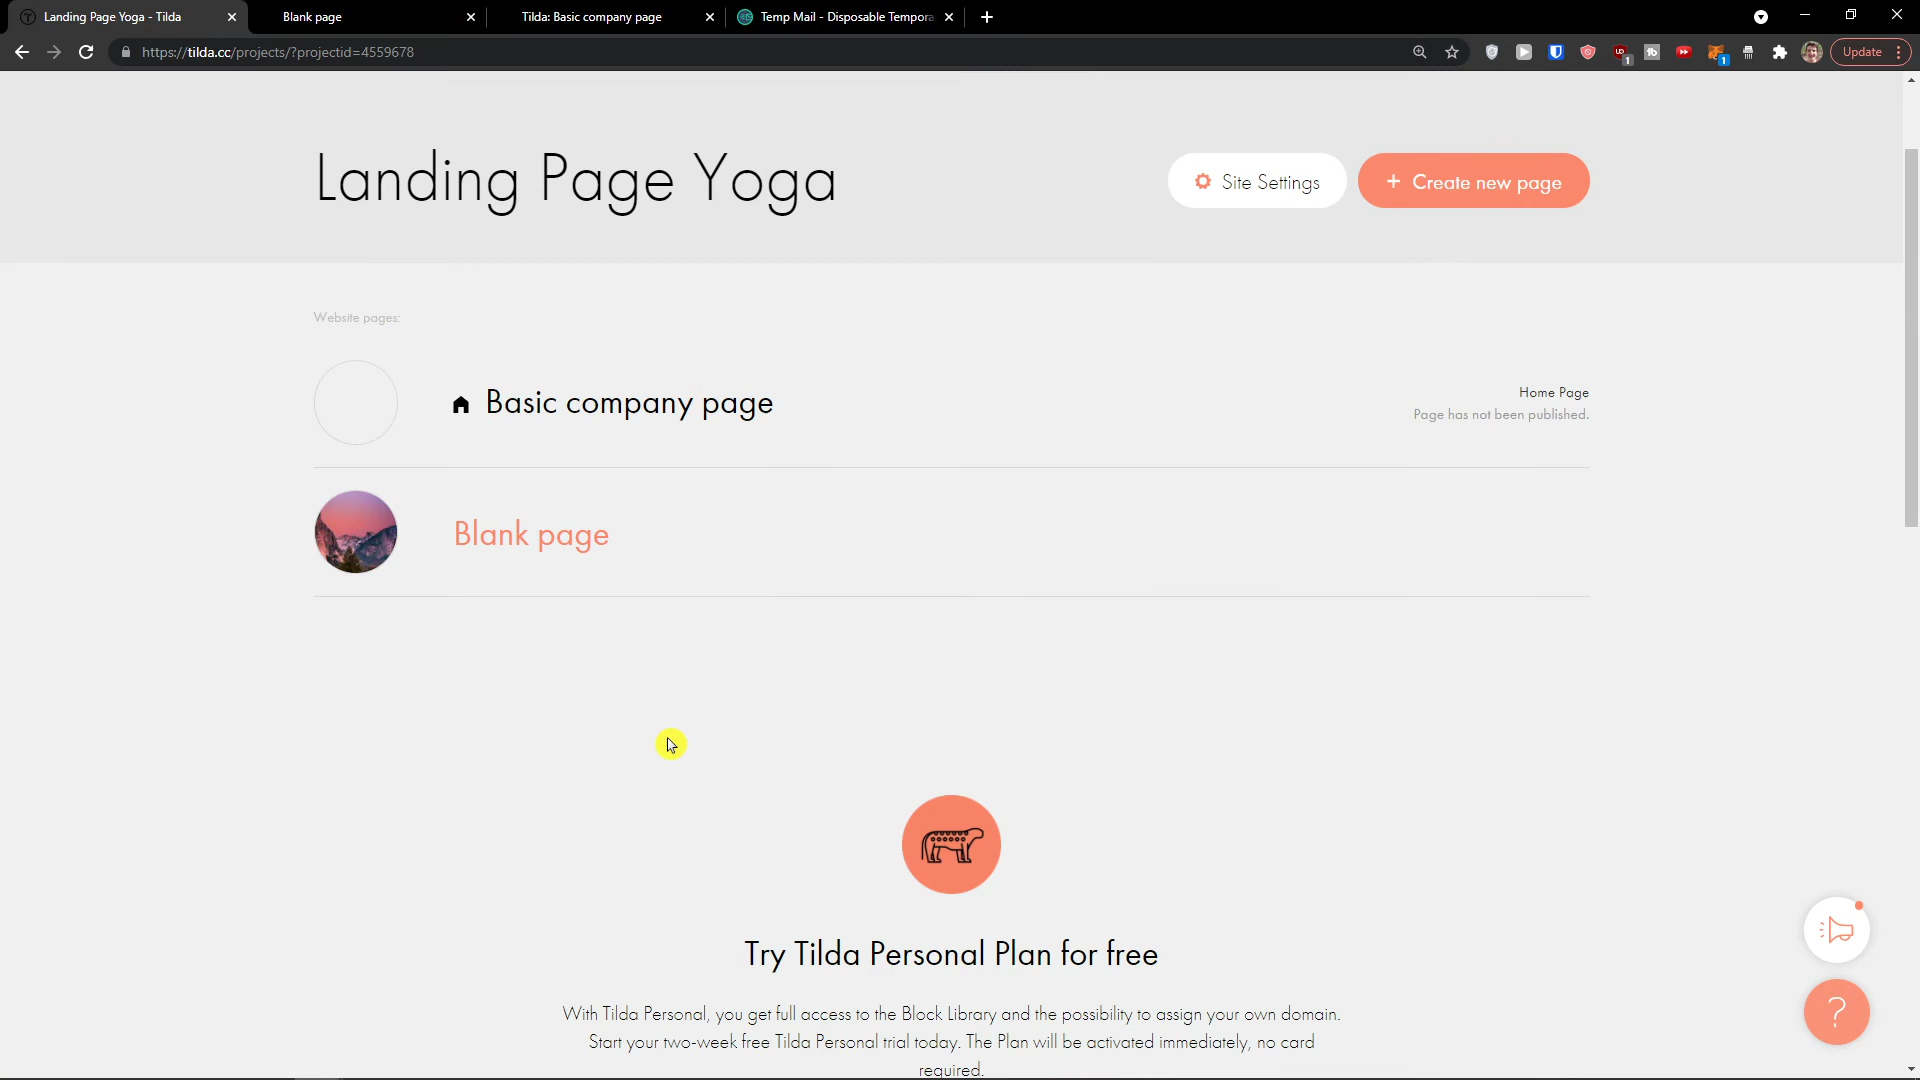 Landing Page Yoga - Tilda
Blank page
Tilda: Basic company page
Temp Mail - Disposable Tempora
https://tilda.cc/projects/?projectid=4559678
Update
Landing Page Yoga
Site Settings
+ Create new page
Website pages:
Basic company page
Home Page
Page has not been published.
Blank page
Try Tilda Personal Plan for free
With Tilda Personal, you get full access to the Block Library and the possibility to assign your own domain.
Start your two-week free Tilda Personal trial today. The Plan will be activated immediately, no card
required.
?